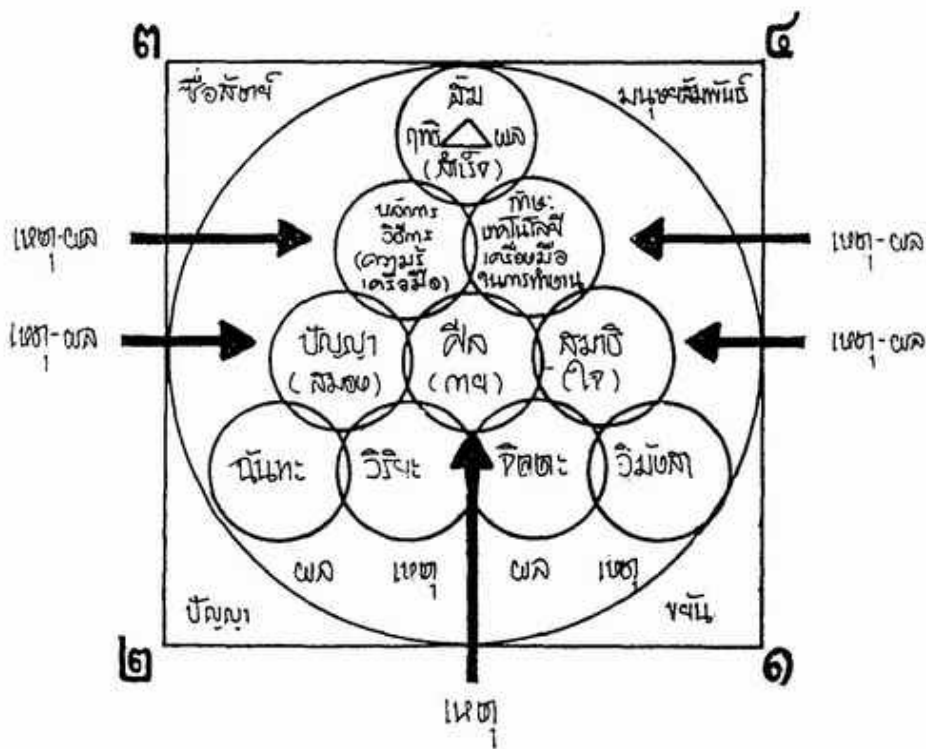 ๓
๔
ซื่อสัตย์
มนุษยสัมพันธ์
สัม
ฤทธิ ผล
(สำเร็จ)
หลักการ
วิธีการ
(ความรู้
เครื่องมือ)
ทักษะ
เทคโนโลยี
เครื่องมือ
ในการทำงาน
เหตุ-ผล
เหตุ-ผล
เหตุ-ผล
เหตุ-ผล
ปัญญา
(สมอง)
ศีล
(กาย)
สมาธิ
(ใจ)
ฉันทะ
วิริยะ
จิตตะ
วิมังสา
ผล
เหตุ
ผล
เหตุ
ปัญญา
ขยัน
๒
๑
เหตุ